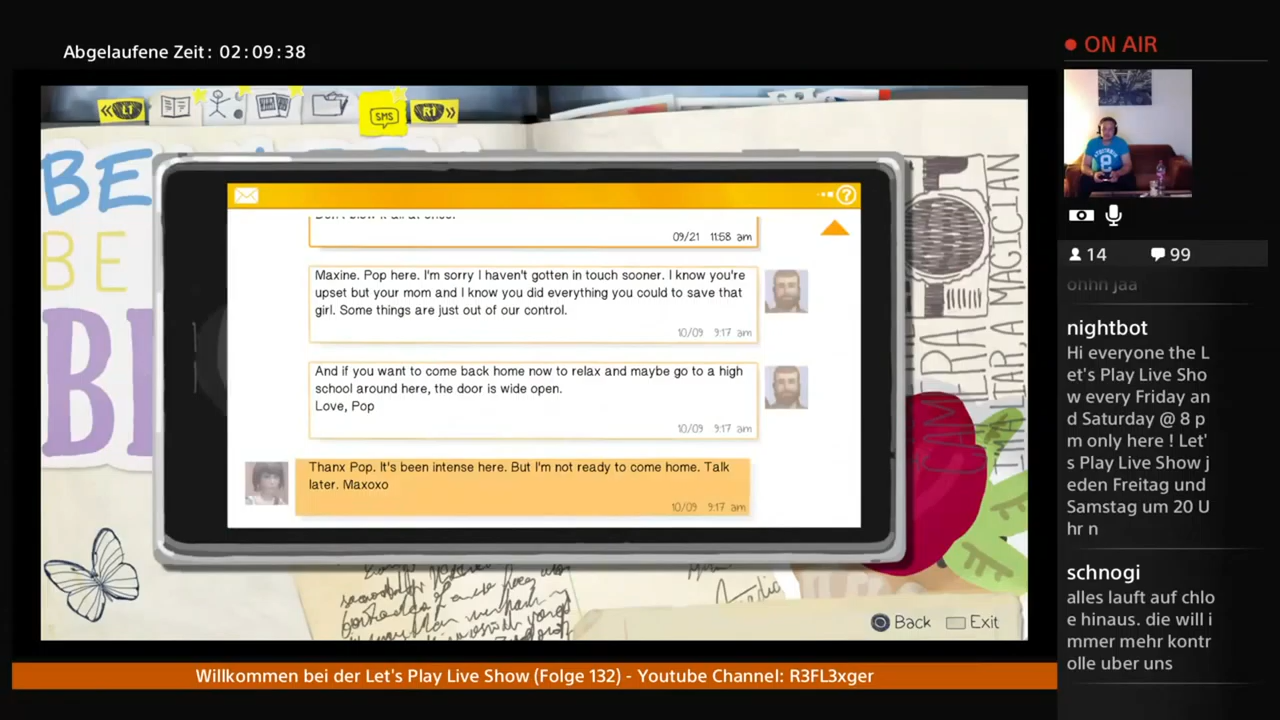 Abgelaufene Zeit: 02:09:38
ON AIR
L1
SMS
R1
BE
BE
B
CAMERA
I'M A LIAR, A MAGICIAN
09/21 11:58 am
Maxine. Pop here. I'm sorry I haven't gotten in touch sooner. I know you're
upset but your mom and I know you did everything you could to save that
girl. Some things are just out of our control.
10/09 9:17 am
And if you want to come back home now to relax and maybe go to a high
school around here, the door is wide open.
Love, Pop
10/09 9:17 am
Thanx Pop. It's been intense here. But I'm not ready to come home. Talk
later. Maxoxo
10/09 9:17 am
Back
Exit
14
99
ohhh jaa
nightbot
Hi everyone the L
et's Play Live Sho
w every Friday an
d Saturday @ 8 p
m only here ! Let'
s Play Live Show j
eden Freitag und
Samstag um 20 U
hr n
schnogi
alles lauft auf chlo
e hinaus. die will i
mmer mehr kontr
olle uber uns
Willkommen bei der Let's Play Live Show (Folge 132) - Youtube Channel: R3FL3xger